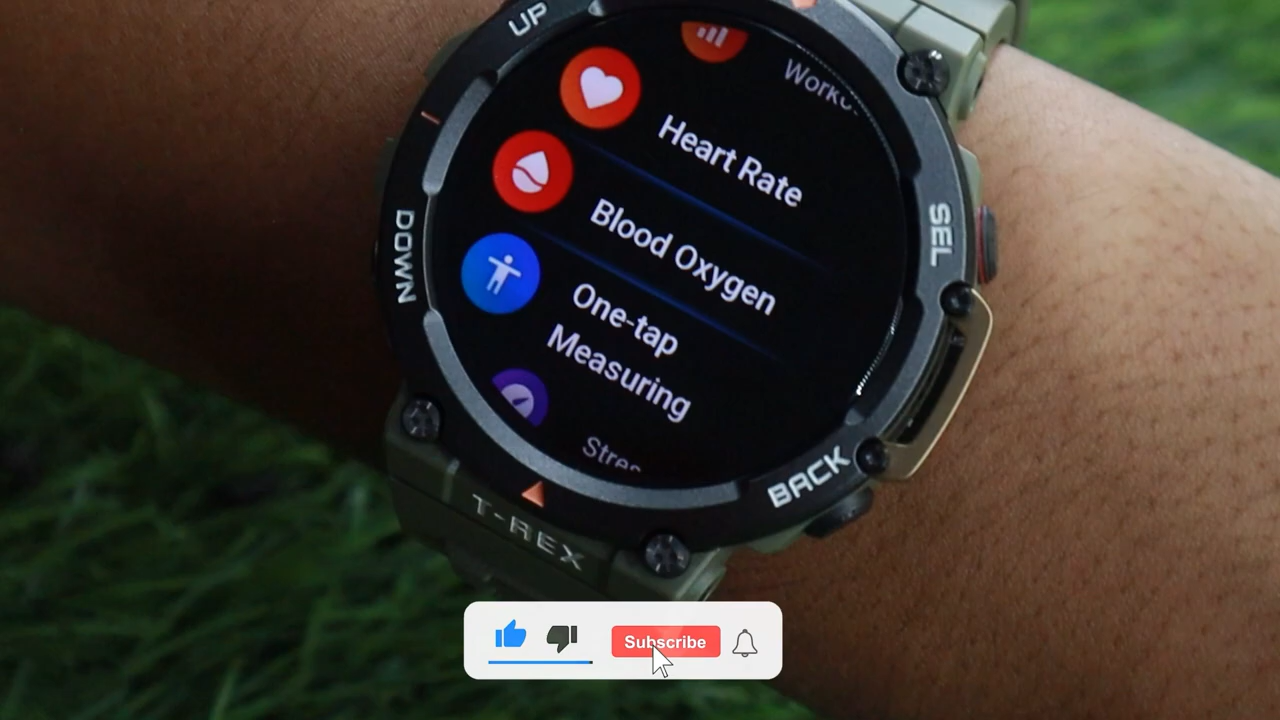 UP
Heart Rate
Blood Oxygen
One-tap
Measuring
DOWN
SEL
BACK
T-REX
Subscribe